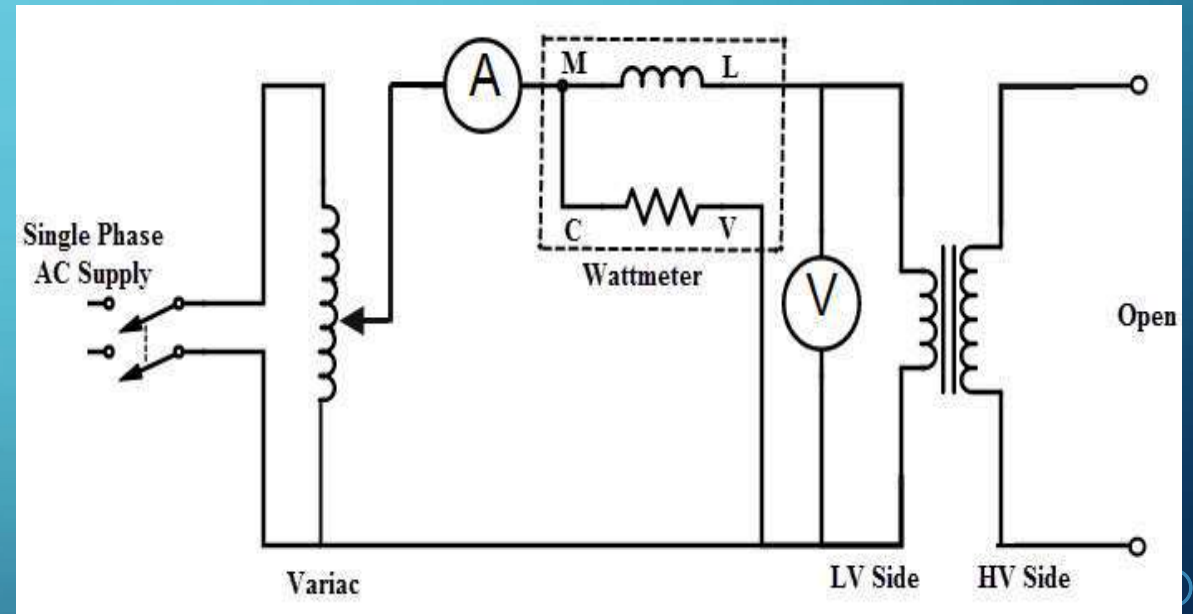 A
M
L
C
V
Wattmeter
Single Phase
AC Supply
V
Open
Variac
LV Side
HV Side